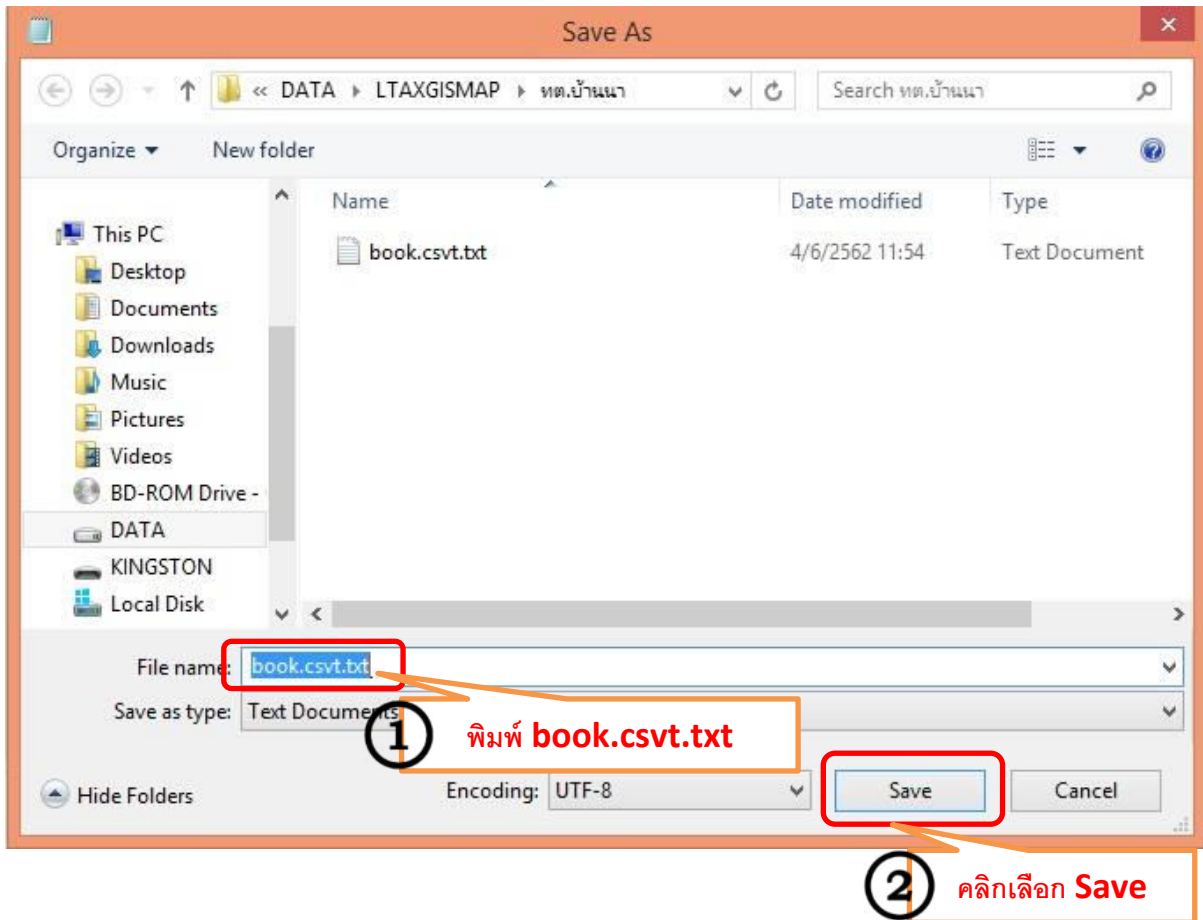 Save As
« DATA ▸ LTAXGISMAP ▸ ทต.บ้านนา
Search ทต.บ้านนา
Organize
New folder
Name
Date modified
Type
book.csvt.txt
4/6/2562 11:54
Text Document
This PC
Desktop
Documents
Downloads
Music
Pictures
Videos
BD-ROM Drive -
DATA
KINGSTON
Local Disk
File name: book.csvt.txt
Save as type: Text Documents
1 พิมพ์ book.csvt.txt
Hide Folders
Encoding: UTF-8
Save
Cancel
2 คลิกเลือก Save